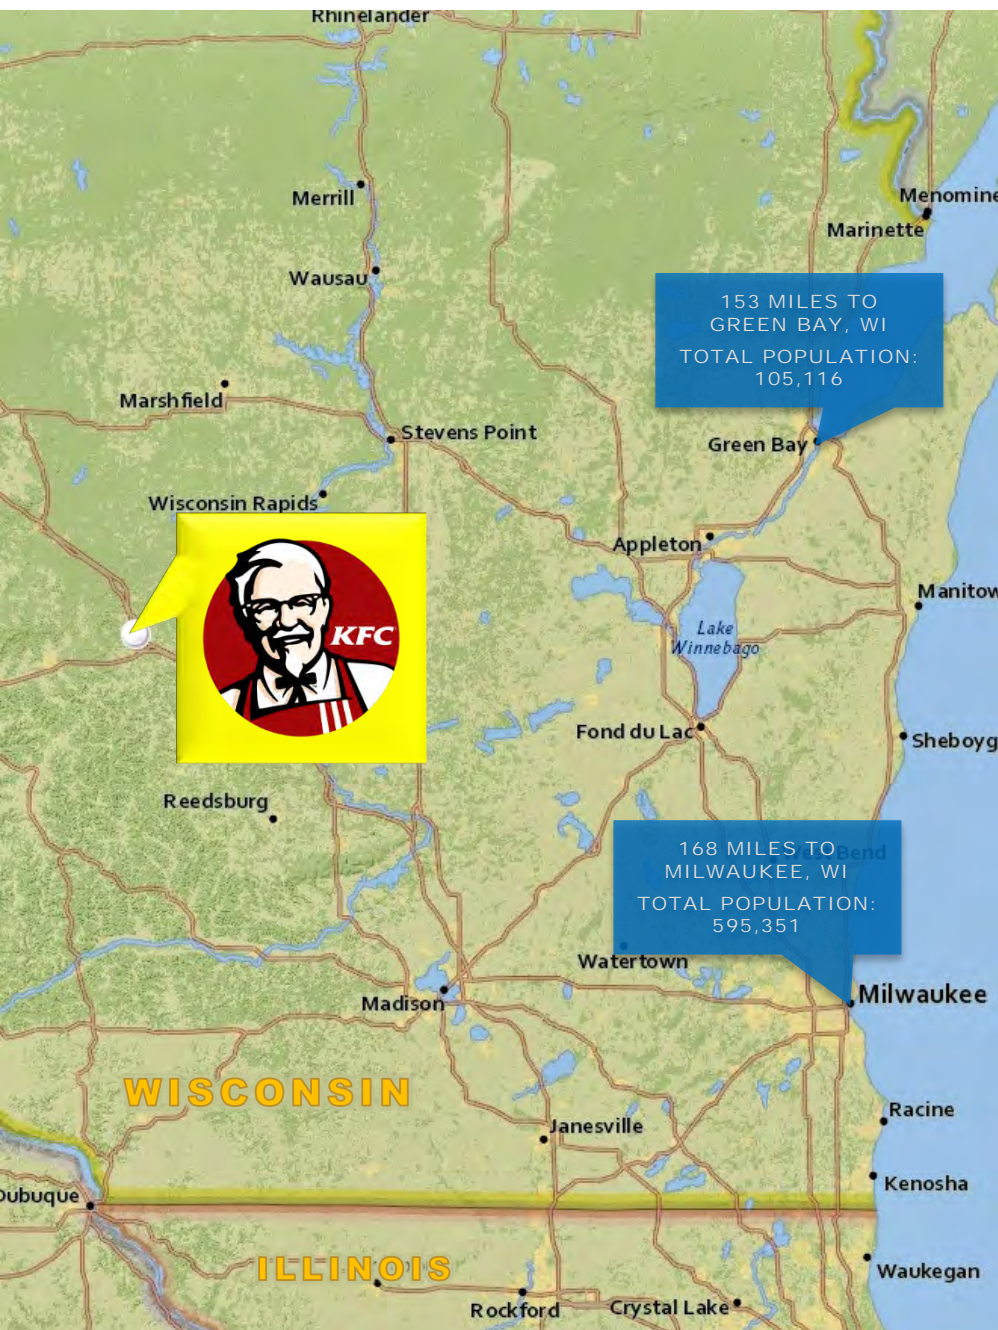 Rhinelander
Merrill
Menomine
Marinette
Wausau
153 MILES TO
GREEN BAY, WI
TOTAL POPULATION:
105,116
Marshfield
Stevens Point
Green Bay
Wisconsin Rapids
Appleton
Manitow
KFC
Lake
Winnebago
Fond du Lac
Sheboyg
Reedsburg
168 MILES TO
MILWAUKEE, WI
West Bend
TOTAL POPULATION:
595,351
Watertown
Madison
Milwaukee
WISCONSIN
Racine
Janesville
Kenosha
Dubuque
ILLINOIS
Waukegan
Rockford
Crystal Lake